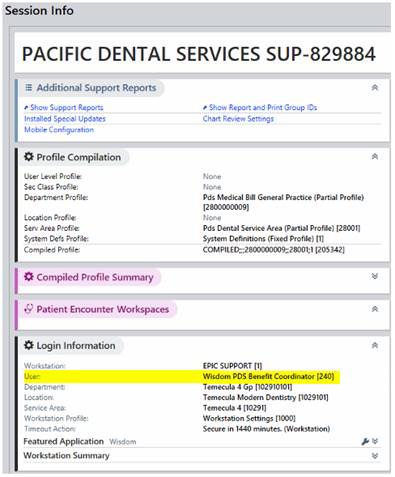 Session Info
PACIFIC DENTAL SERVICES SUP-829884
Additional Support Reports
Show Support Reports Show Report and Print Group IDs
Installed Special Updates Chart Review Settings
Mobile Configuration
Profile Compilation
User Level Profile: None
Sec Class Profile: None
Department Profile: Pds Medical Bill General Practice (Partial Profile)
[2800000009]
Location Profile: None
Serv Area Profile: Pds Dental Service Area (Partial Profile) [28001]
System Defs Profile: System Definitions (Fixed Profile) [1]
Compiled Profile: COMPILED;;;2800000009;;28001;1 [205342]
Compiled Profile Summary
Patient Encounter Workspaces
Login Information
Workstation: EPIC SUPPORT [1]
User: Wisdom PDS Benefit Coordinator [240]
Department: Temecula 4 Gp [102910101]
Location: Temecula Modern Dentistry [1029101]
Service Area: Temecula 4 [10291]
Workstation Profile: Workstation Settings [1000]
Timeout Action: Secure in 1440 minutes. (Workstation)
Featured Application Wisdom
Workstation Summary